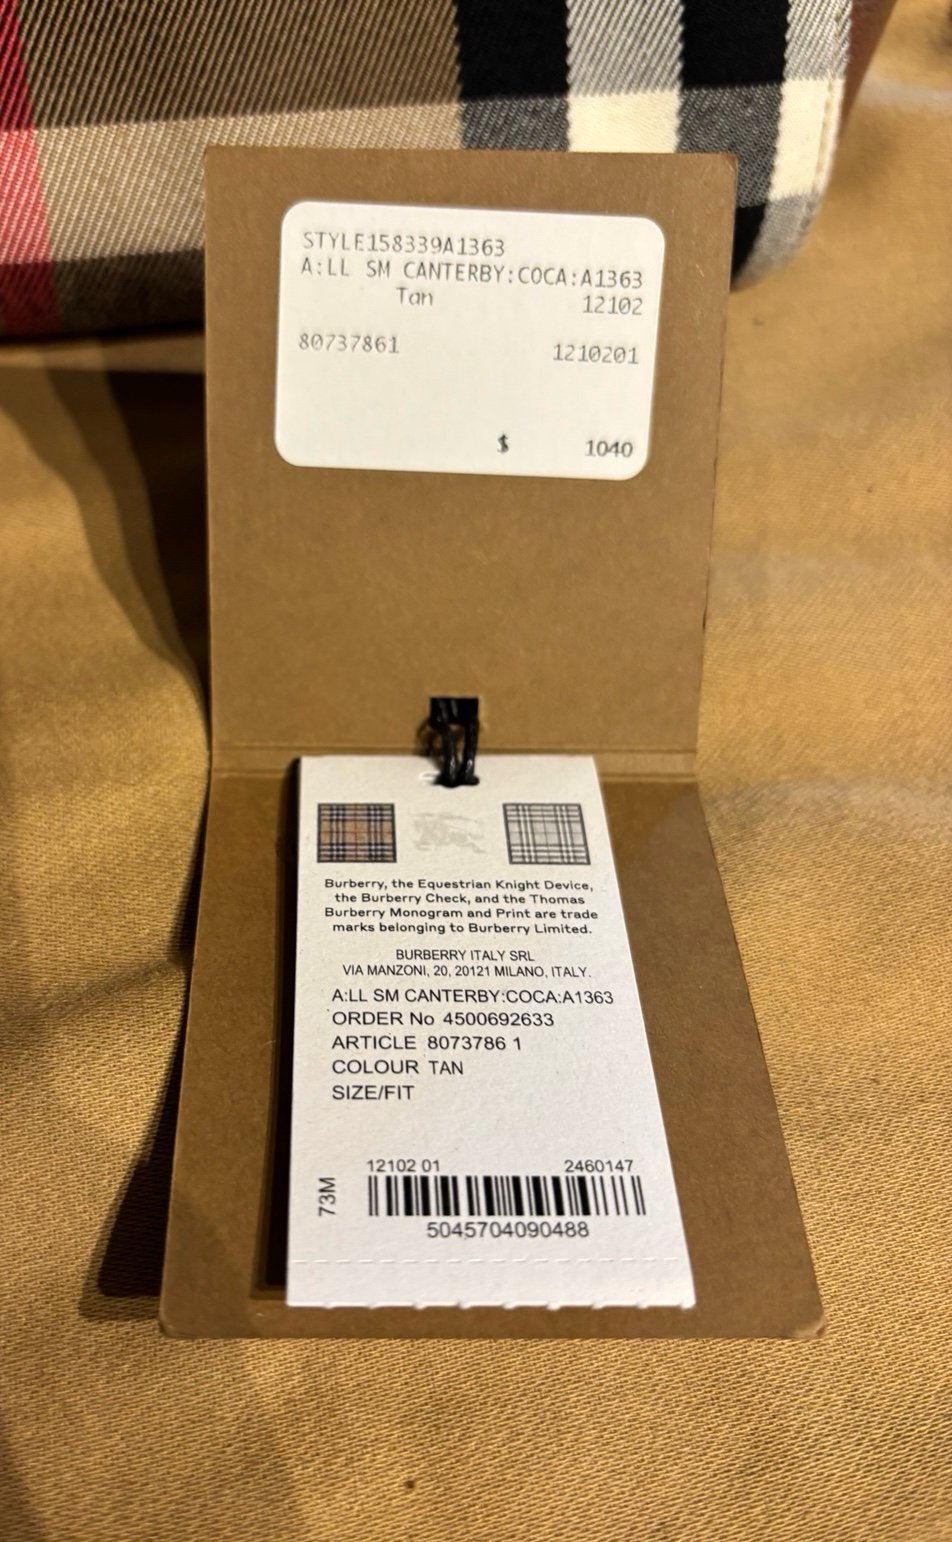 STYLE158339A1363
A:LL SM CANTERBY:COCA:A1363
Tan 12102
80737861 1210201
$ 1040
Burberry, the Equestrian Knight Device,
the Burberry Check, and the Thomas
Burberry Monogram and Print are trade
marks belonging to Burberry Limited.
BURBERRY ITALY SRL
VIA MANZONI, 20, 20121 MILANO, ITALY.
A:LL SM CANTERBY:COCA:A1363
ORDER No 4500692633
ARTICLE 8073786 1
COLOUR TAN
SIZE/FIT
12102 01 2460147
73M
5045704090488